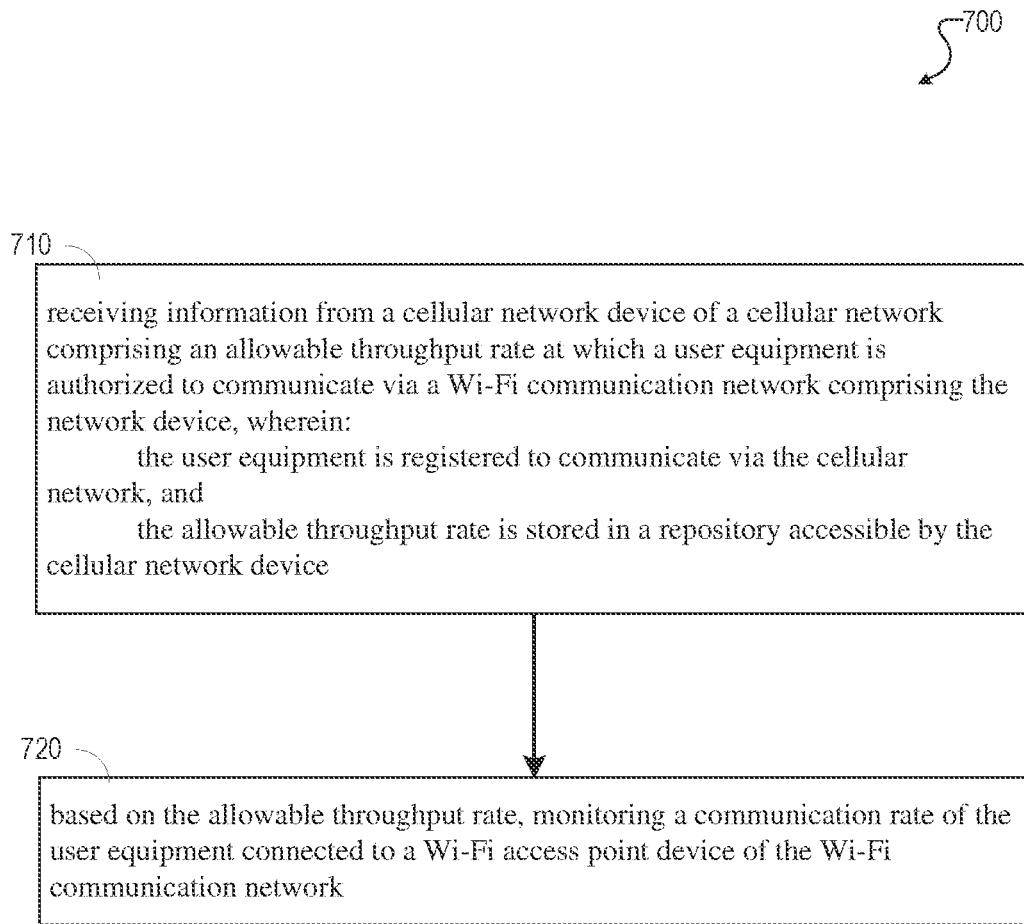 700
710
receiving information from a cellular network device of a cellular network
comprising an allowable throughput rate at which a user equipment is
authorized to communicate via a Wi-Fi communication network comprising the
network device, wherein:
the user equipment is registered to communicate via the cellular
network, and
the allowable throughput rate is stored in a repository accessible by the
cellular network device
720
based on the allowable throughput rate, monitoring a communication rate of the
user equipment connected to a Wi-Fi access point device of the Wi-Fi
communication network